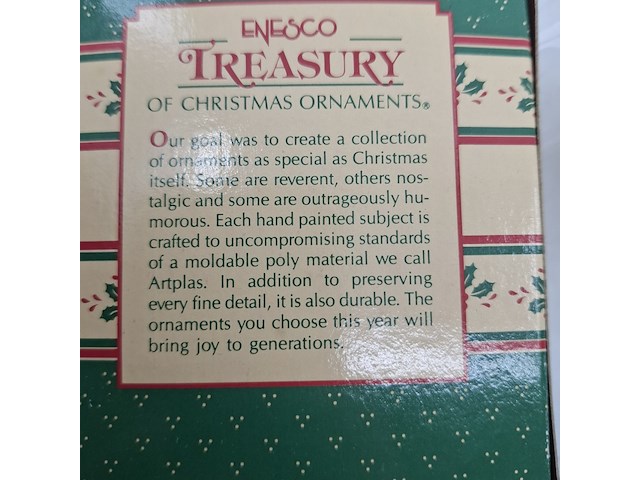 ENESCO
TREASURY
OF CHRISTMAS ORNAMENTS®
Our goal was to create a collection
of ornaments as special as Christmas
itself. Some are reverent, others nos-
talgic and some are outrageously hu-
morous. Each hand painted subject is
crafted to uncompromising standards
of a moldable poly material we call
Artplas. In addition to preserving
every fine detail, it is also durable. The
ornaments you choose this year will
bring joy to generations.